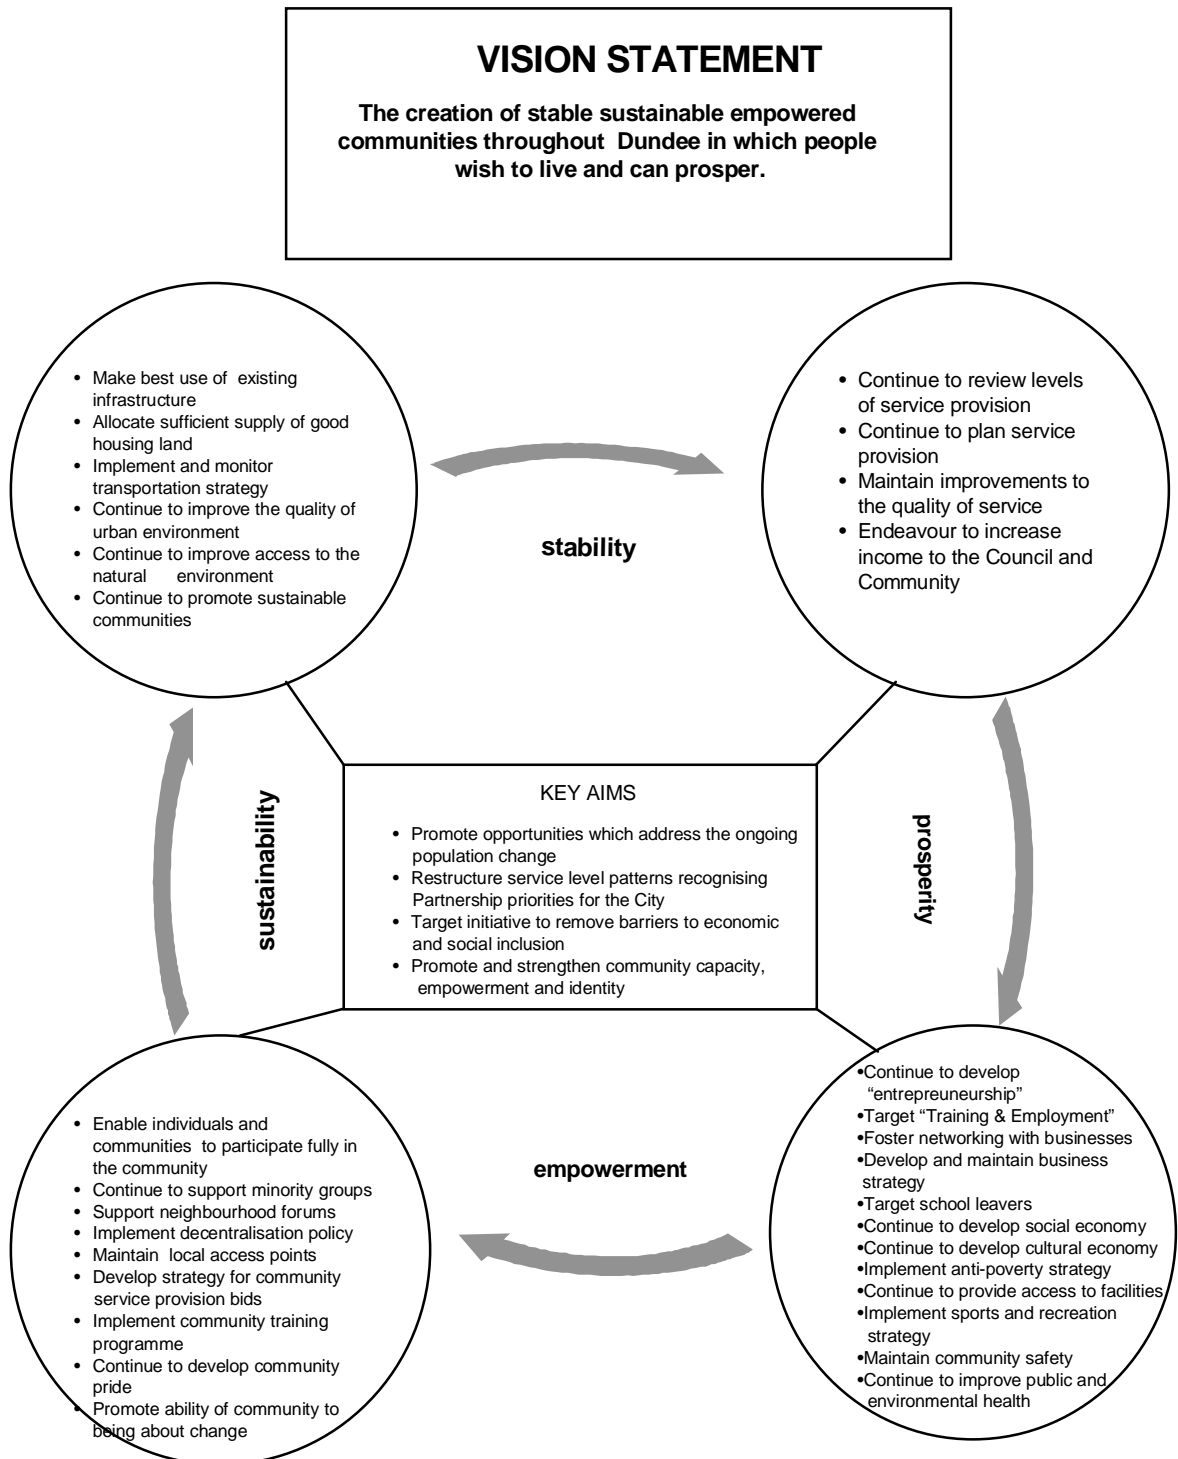 VISION STATEMENT
The creation of stable sustainable empowered
communities throughout Dundee in which people
wish to live and can prosper.
• Make best use of existing
infrastructure
• Allocate sufficient supply of good
housing land
• Implement and monitor
transportation strategy
• Continue to improve the quality of
urban environment
• Continue to improve access to the
natural environment
• Continue to promote sustainable
communities
stability
• Continue to review levels
of service provision
• Continue to plan service
provision
• Maintain improvements to
the quality of service
• Endeavour to increase
income to the Council and
Community
sustainability
KEY AIMS
• Promote opportunities which address the ongoing
population change
• Restructure service level patterns recognising
Partnership priorities for the City
• Target initiative to remove barriers to economic
and social inclusion
• Promote and strengthen community capacity,
empowerment and identity
prosperity
• Enable individuals and
communities to participate fully in
the community
• Continue to support minority groups
• Support neighbourhood forums
• Implement decentralisation policy
• Maintain local access points
• Develop strategy for community
service provision bids
• Implement community training
programme
• Continue to develop community
pride
• Promote ability of community to
being about change
empowerment
•Continue to develop
“entrepreuneurship”
•Target “Training & Employment”
•Foster networking with businesses
•Develop and maintain business
strategy
•Target school leavers
•Continue to develop social economy
•Continue to develop cultural economy
•Implement anti-poverty strategy
•Continue to provide access to facilities
•Implement sports and recreation
strategy
•Maintain community safety
•Continue to improve public and
environmental health